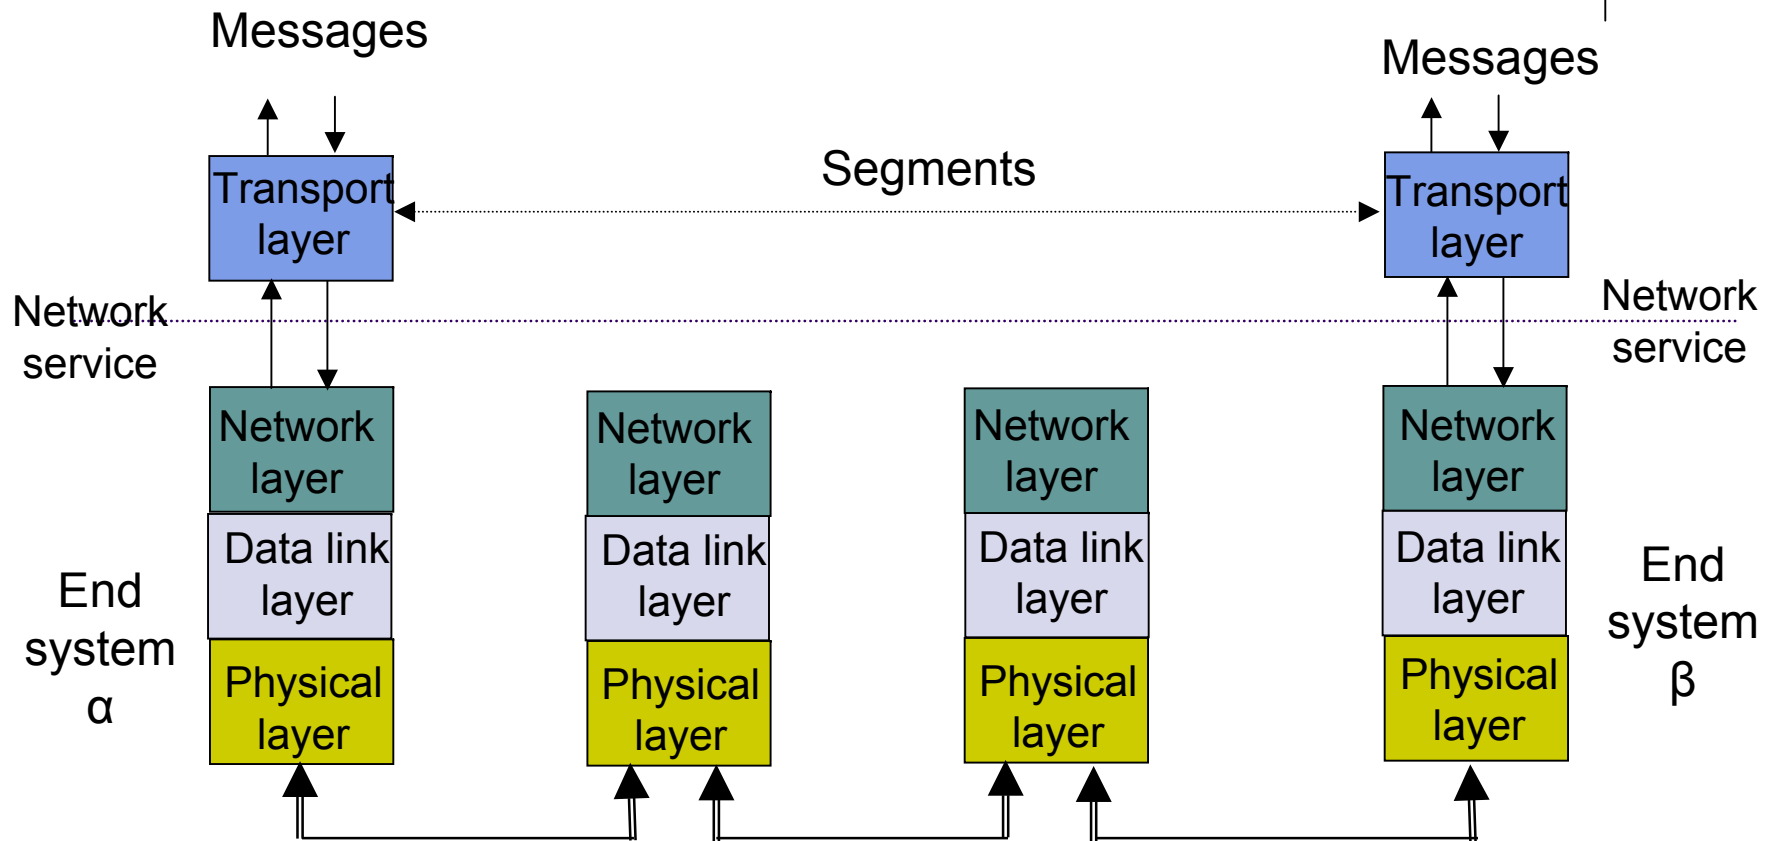 Messages
Messages
Segments
Transport
layer
Transport
layer
Network
service
Network
service
Network
layer
Network
layer
Network
layer
Network
layer
Data link
layer
Data link
layer
Data link
layer
Data link
layer
End
system
α
End
system
β
Physical
layer
Physical
layer
Physical
layer
Physical
layer